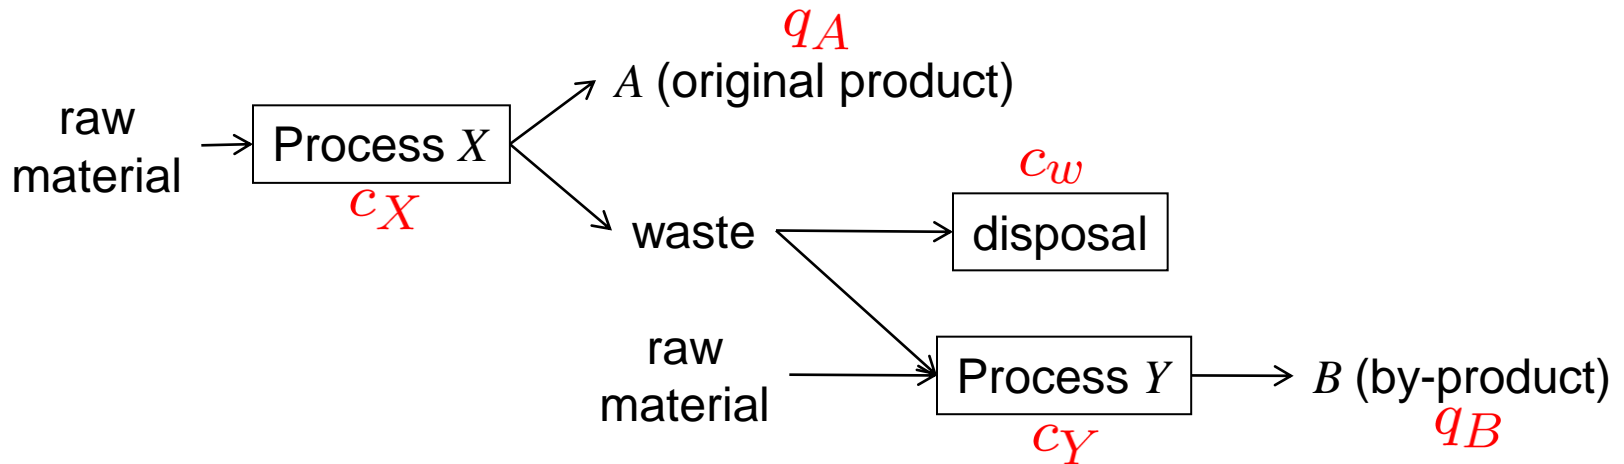 q_A
A (original product)
raw
material
Process X
c_X
c_w
waste
disposal
raw
material
Process Y
c_Y
B (by-product)
q_B